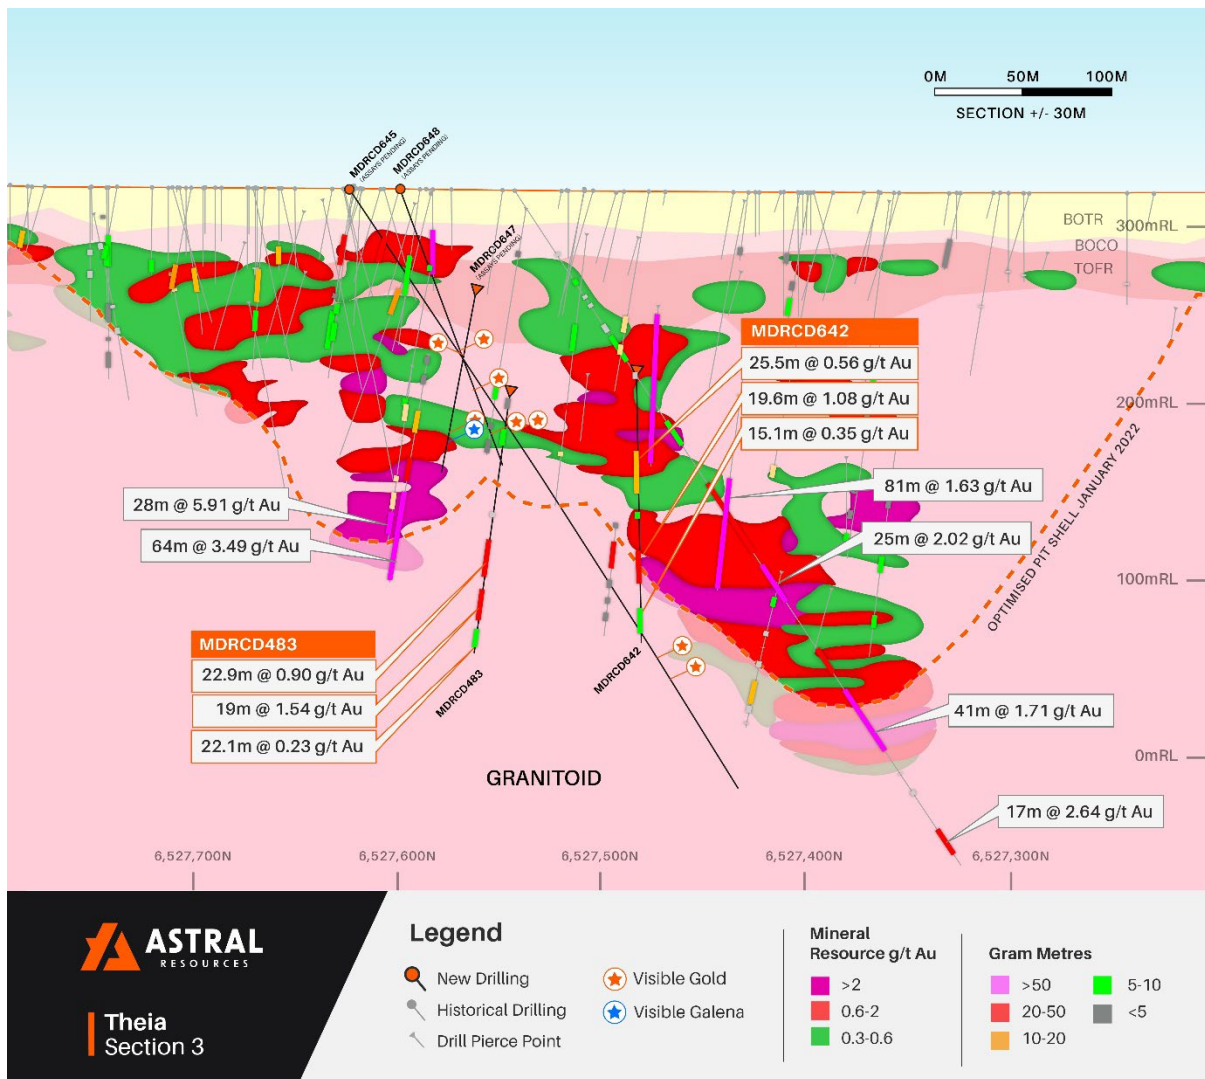 0M 50M 100M
SECTION +/- 30M
MDRCD645
(ASSAYS PENDING)
MDRCD648
(ASSAYS PENDING)
MDRCD647
(ASSAYS PENDING)
BOTR
300mRL
BOCO
TOFR
MDRCD642
25.5m @ 0.56 g/t Au
19.6m @ 1.08 g/t Au
15.1m @ 0.35 g/t Au
200mRL
OPTIMISED PIT SHELL JANUARY 2022
81m @ 1.63 g/t Au
28m @ 5.91 g/t Au
25m @ 2.02 g/t Au
64m @ 3.49 g/t Au
100mRL
MDRCD483
22.9m @ 0.90 g/t Au
19m @ 1.54 g/t Au
22.1m @ 0.23 g/t Au
MDRCD483
MDRCD642
41m @ 1.71 g/t Au
0mRL
GRANITOID
17m @ 2.64 g/t Au
6,527,700N 6,527,600N 6,527,500N 6,527,400N 6,527,300N
ASTRAL
RESOURCES
Theia
Section 3
Legend
New Drilling
Historical Drilling
Drill Pierce Point
Visible Gold
Visible Galena
Mineral
Resource g/t Au
>2
0.6-2
0.3-0.6
Gram Metres
>50
20-50
10-20
5-10
<5